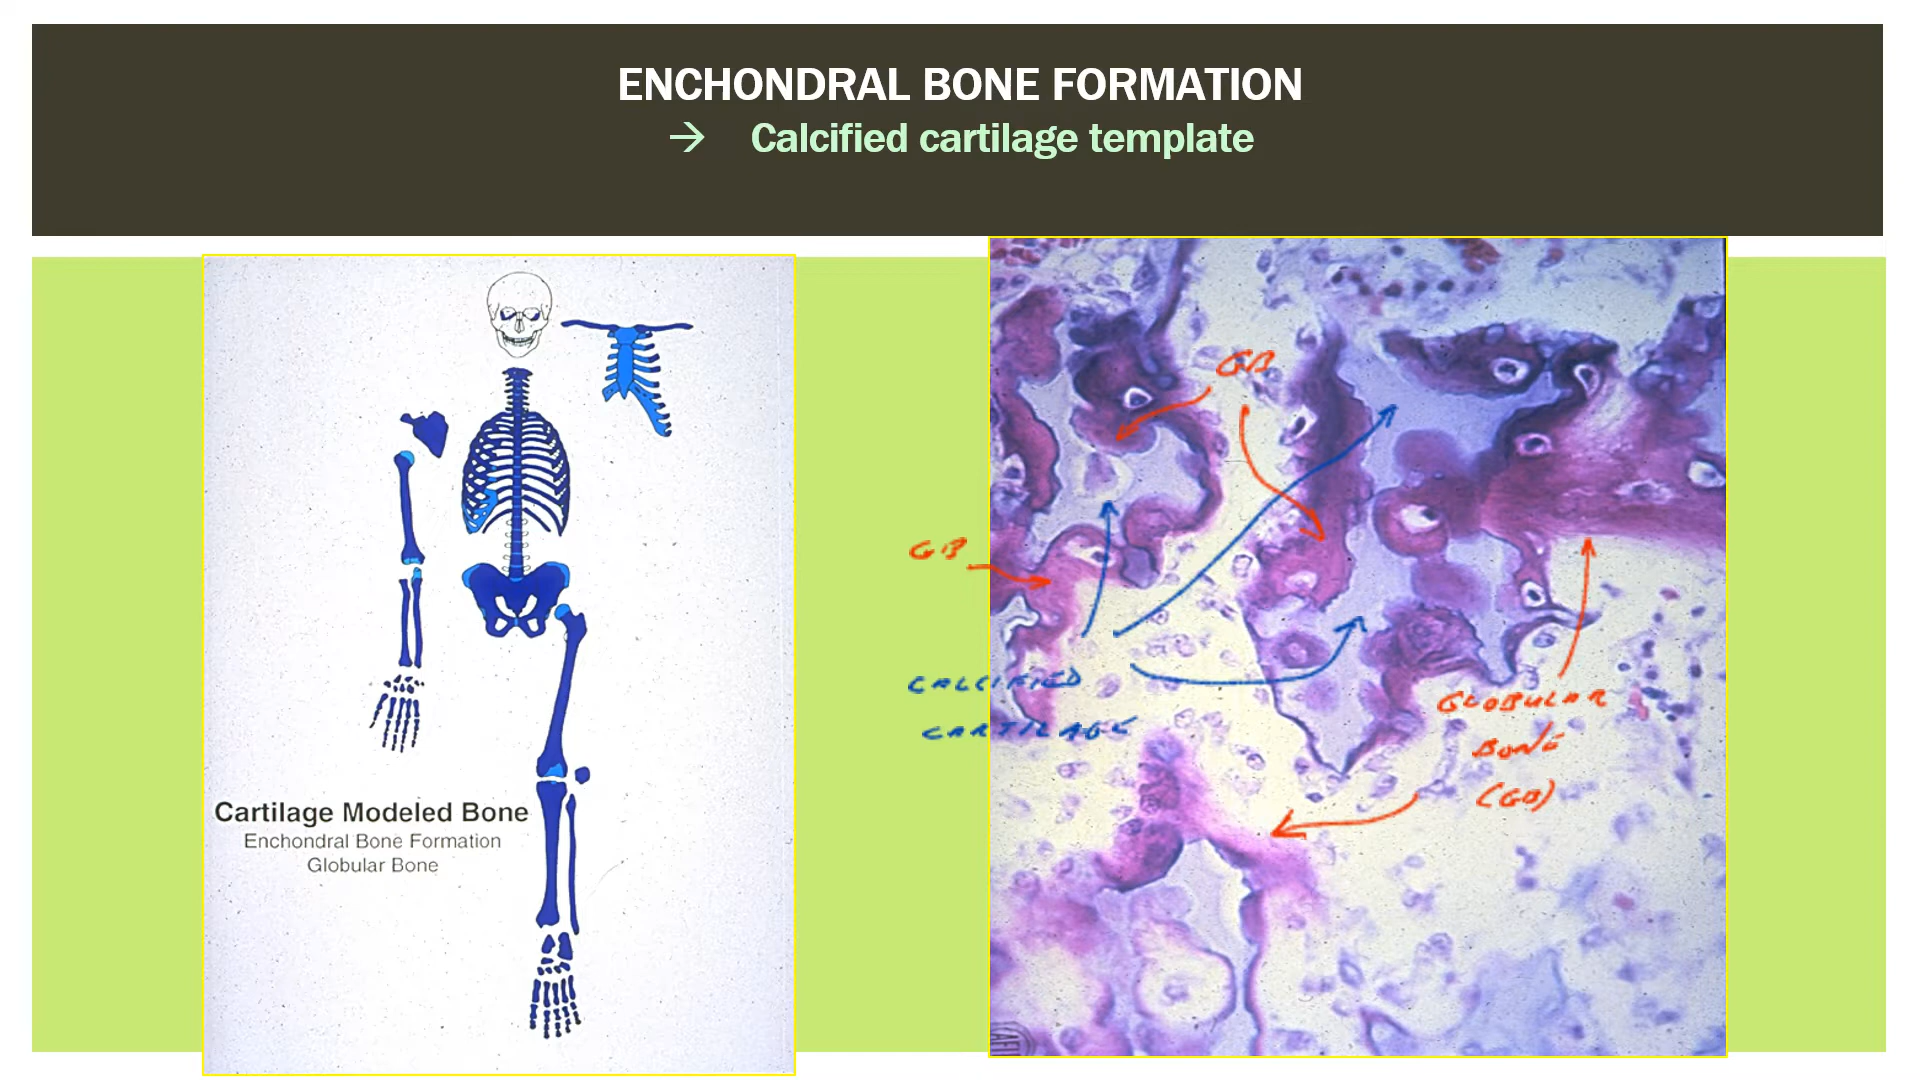 ENCHONDRAL BONE FORMATION
→ Calcified cartilage template
Cartilage Modeled Bone
Enchondral Bone Formation
Globular Bone
GB
GB
CALCIFIED
CARTILAGE
GLOBULAR
BONE
(GB)